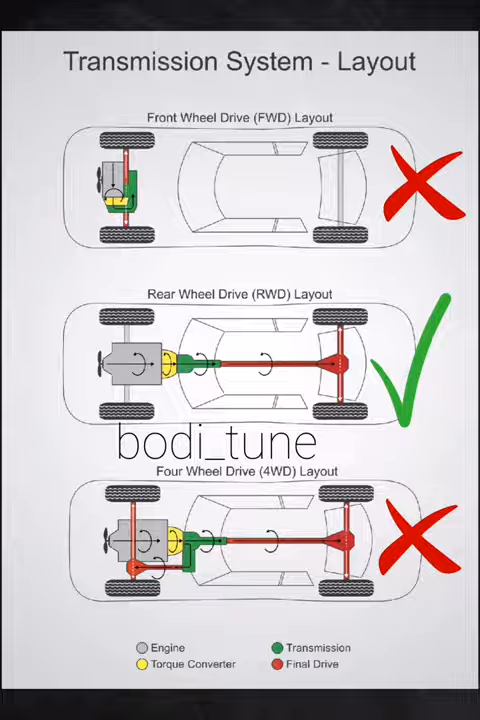 Transmission System - Layout
Front Wheel Drive (FWD) Layout
Rear Wheel Drive (RWD) Layout
bodi_tune
Four Wheel Drive (4WD) Layout
Engine
Transmission
Torque Converter
Final Drive